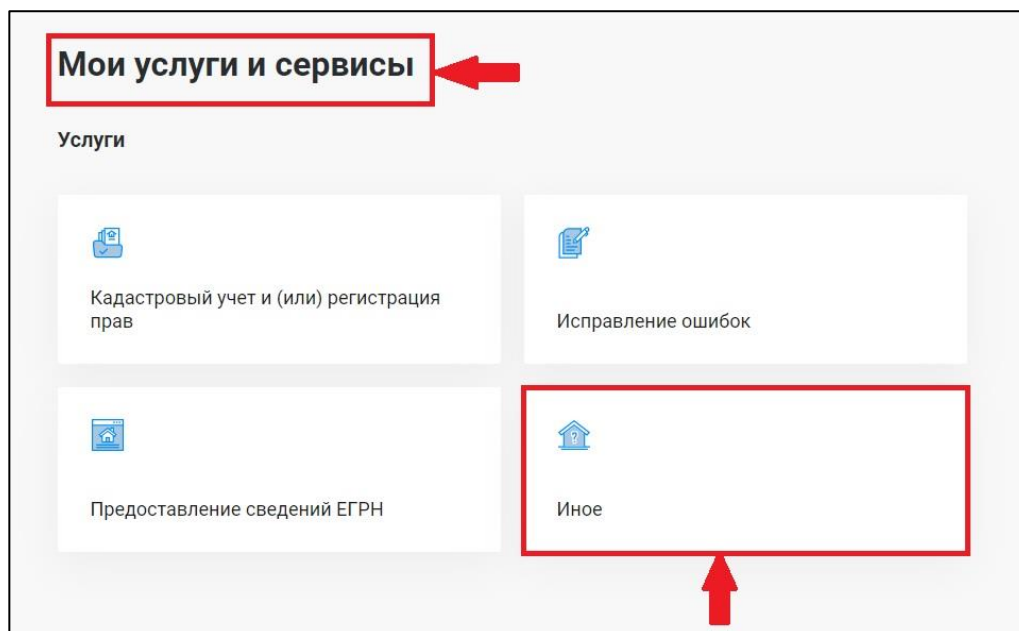 Мои услуги и сервисы
Услуги
Кадастровый учет и (или) регистрация
прав
Исправление ошибок
Предоставление сведений ЕГРН
Иное